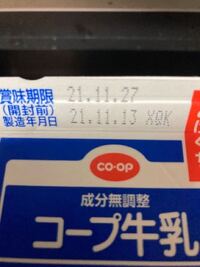 賞味期限 21.11.27
(開封前)
製造年月日 21.11.13 XQK
co・op
成分無調整
コープ牛乳